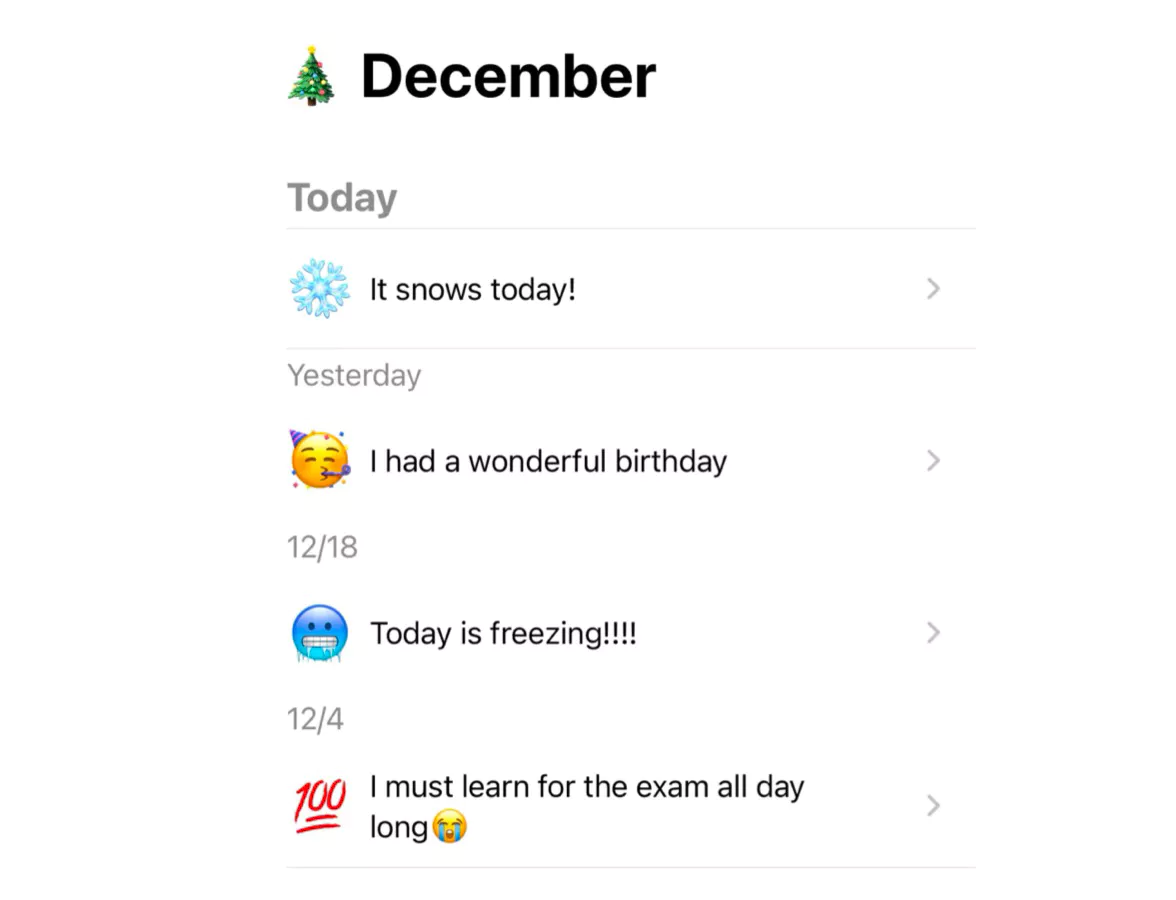 🎄 December
Today
❄️ It snows today!
Yesterday
🥳 I had a wonderful birthday
12/18
🥶 Today is freezing!!!!
12/4
💯 I must learn for the exam all day
long😭